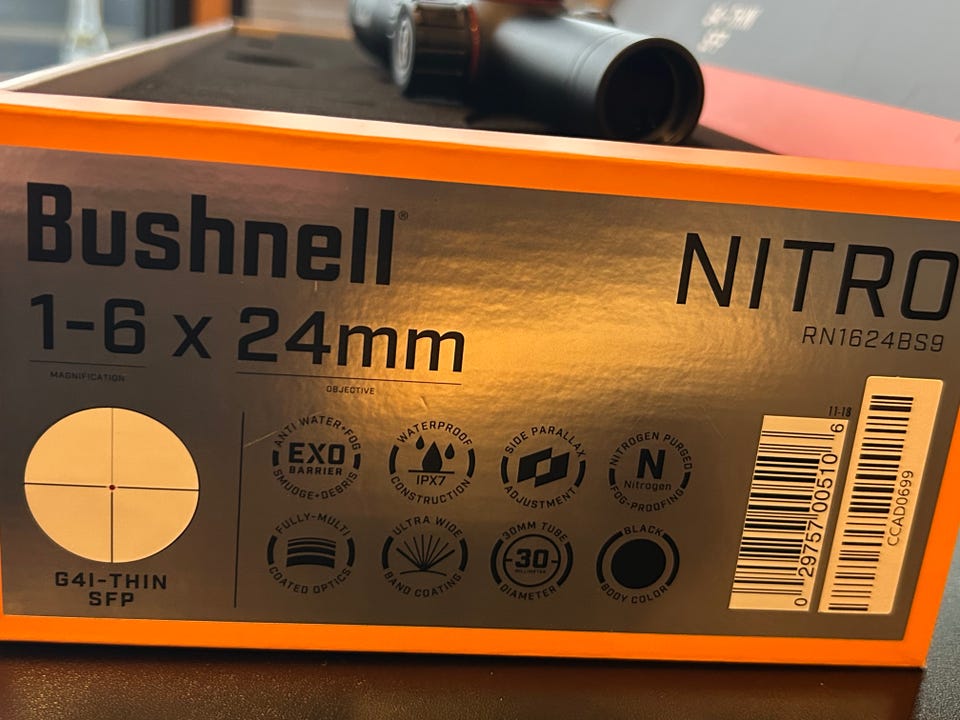 Bushnell®
NITRO
RN1624BS9
1-6 x 24mm
MAGNIFICATION
OBJECTIVE
G4I-THIN
SFP
ANTI WATER+FOG
EXO
BARRIER
SMUDGE+DEBRIS
WATERPROOF
IPX7
CONSTRUCTION
SIDE PARALLAX
ADJUSTMENT
NITROGEN PURGED
N
Nitrogen
FOG-PROOFING
FULLY-MULTI
COATED OPTICS
ULTRA WIDE
BAND COATING
30MM TUBE
30
MILLIMETER
DIAMETER
BLACK
BODY COLOR
11-18
0 29757 00510 6
CCAD0699